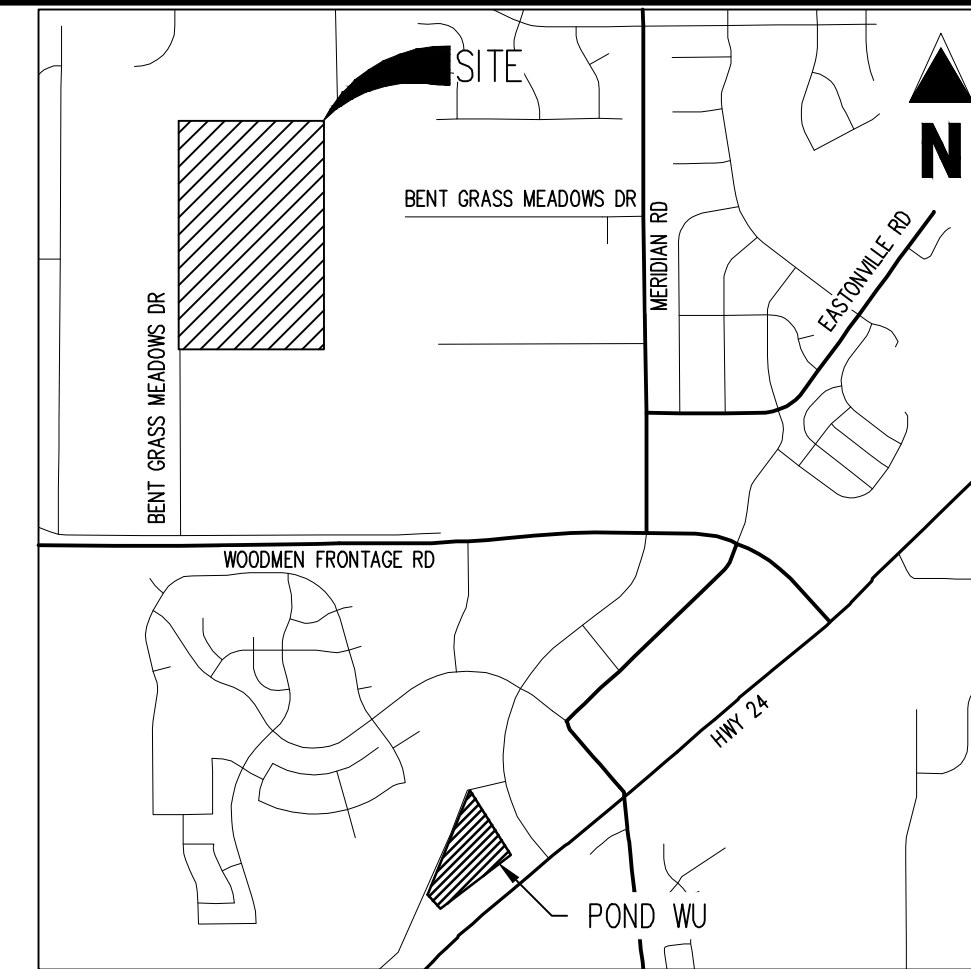 SITE
N
BENT GRASS MEADOWS DR
MERIDIAN RD
EASTONVILLE RD
BENT GRASS MEADOWS DR
WOODMEN FRONTAGE RD
HWY 24
POND WU